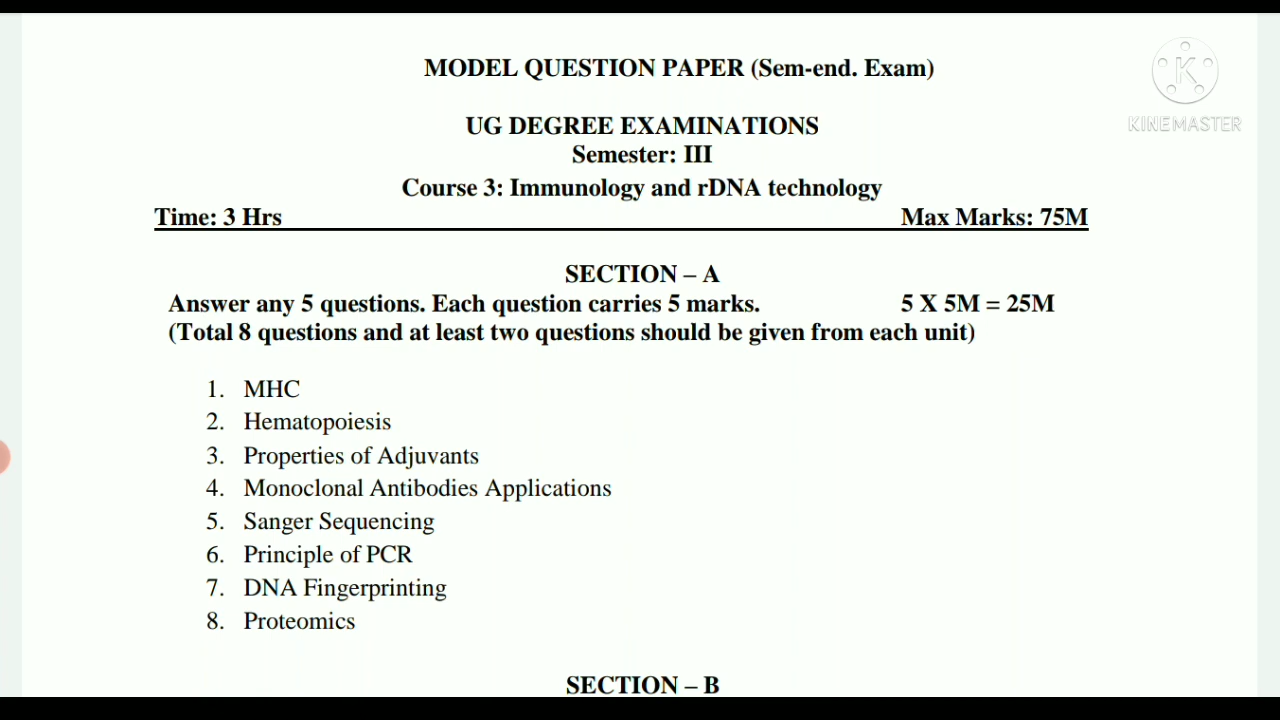 MODEL QUESTION PAPER (Sem-end. Exam)
KINEMASTER
UG DEGREE EXAMINATIONS
Semester: III
Course 3: Immunology and rDNA technology
Time: 3 Hrs Max Marks: 75M
SECTION – A
Answer any 5 questions. Each question carries 5 marks. 5 X 5M = 25M
(Total 8 questions and at least two questions should be given from each unit)
1. MHC
2. Hematopoiesis
3. Properties of Adjuvants
4. Monoclonal Antibodies Applications
5. Sanger Sequencing
6. Principle of PCR
7. DNA Fingerprinting
8. Proteomics
SECTION – B